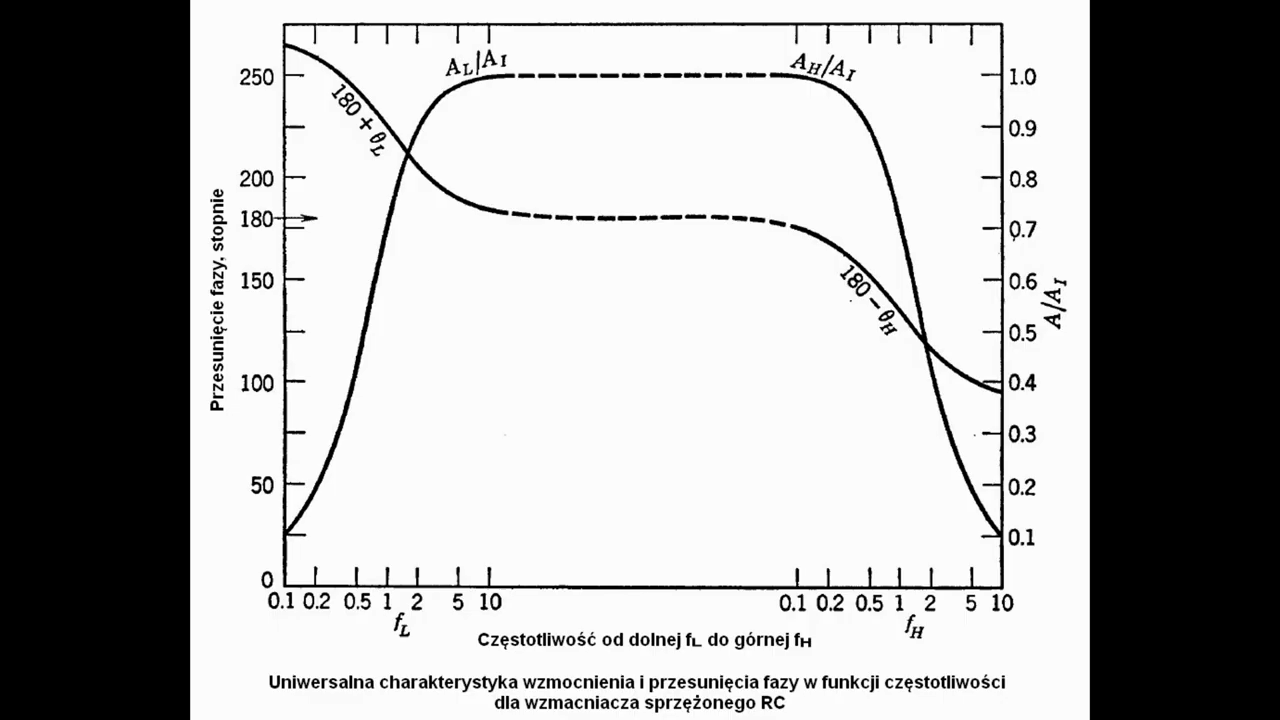 A_L/A_I
A_H/A_I
180 + θ_L
180 − θ_H
Przesunięcie fazy, stopnie
250
200
180
150
100
50
0
1.0
0.9
0.8
0.7
0.6
0.5
0.4
0.3
0.2
0.1
A/A_I
0.1 0.2 0.5 1 2 5 10
0.1 0.2 0.5 1 2 5 10
f_L
f_H
Częstotliwość od dolnej fL do górnej fH
Uniwersalna charakterystyka wzmocnienia i przesunięcia fazy w funkcji częstotliwości
dla wzmacniacza sprzężonego RC